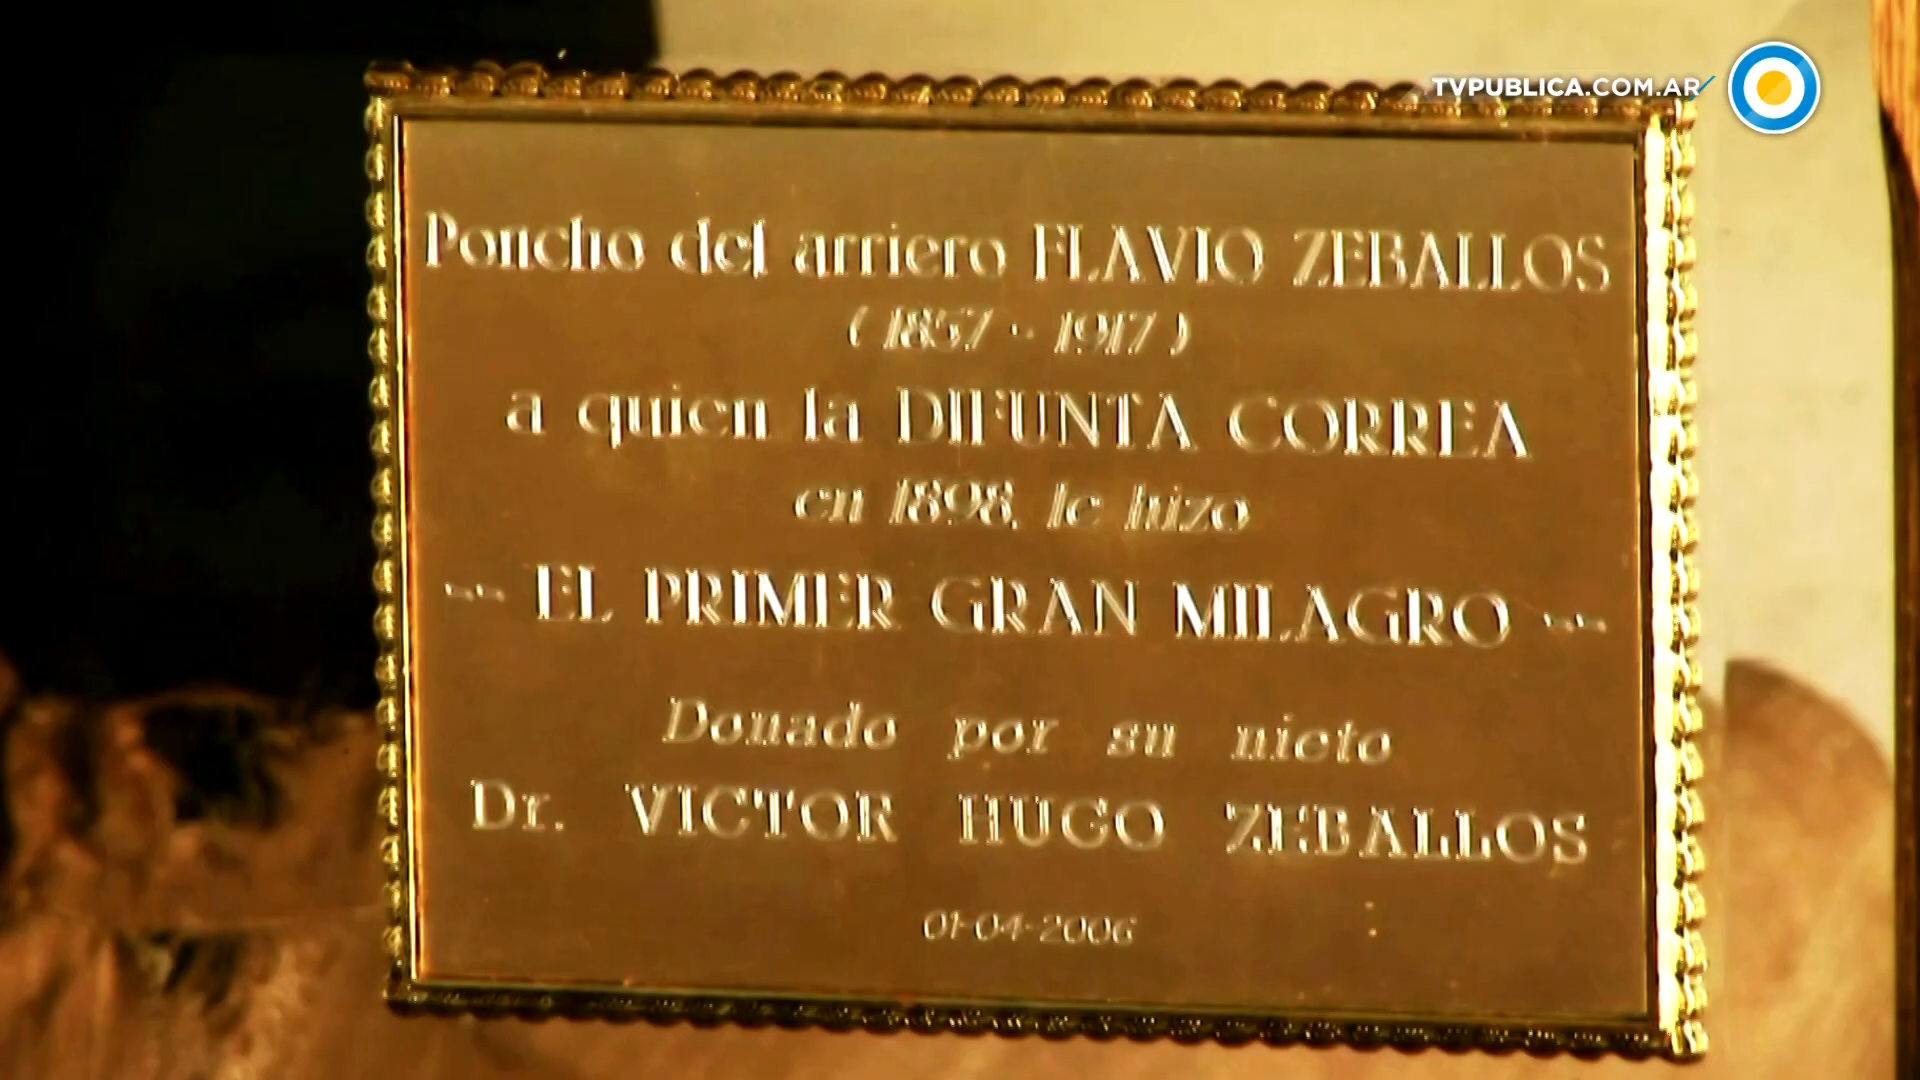 TVPUBLICA.COM.AR
Poncho del arriero FLAVIO ZEBALLOS
(1857 - 1917)
a quien la DIFUNTA CORREA
en 1898, le hizo
--- EL PRIMER GRAN MILAGRO ---
Donado por su nieto
Dr. VICTOR HUGO ZEBALLOS
01-04-2006